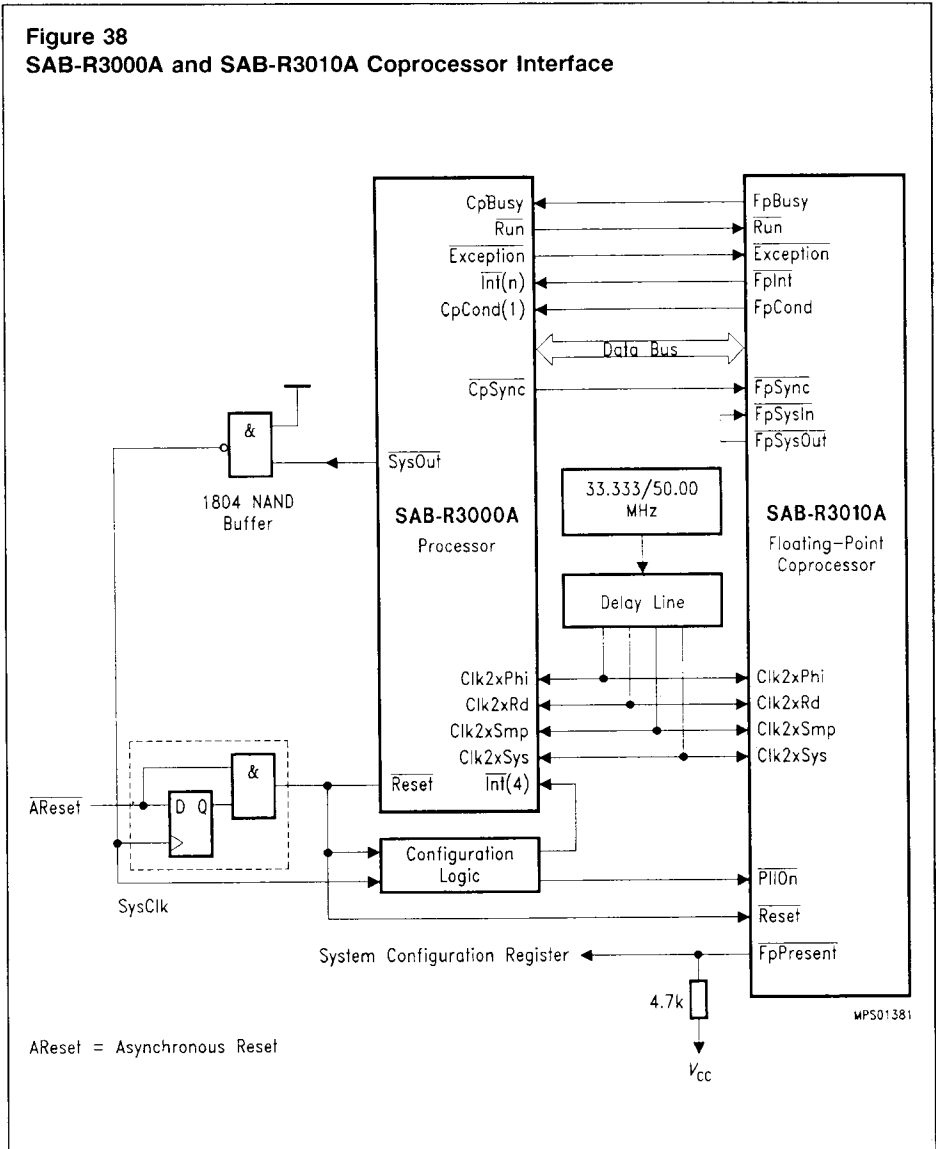 Figure 38
SAB-R3000A and SAB-R3010A Coprocessor Interface
CpBusy
Run
Exception
Int(n)
CpCond(1)
CpSync
SysOut
SAB-R3000A
Processor
Clk2xPhi
Clk2xRd
Clk2xSmp
Clk2xSys
Int(4)
Reset
Data Bus
33.333/50.00
MHz
Delay Line
FpBusy
Run
Exception
FpInt
FpCond
FpSync
FpSysIn
FpSysOut
SAB-R3010A
Floating-Point
Coprocessor
Clk2xPhi
Clk2xRd
Clk2xSmp
Clk2xSys
PllOn
Reset
FpPresent
&
1804 NAND
Buffer
&
AReset
D Q
SysClk
Configuration
Logic
System Configuration Register
4.7k
VCC
MPS01381
AReset = Asynchronous Reset